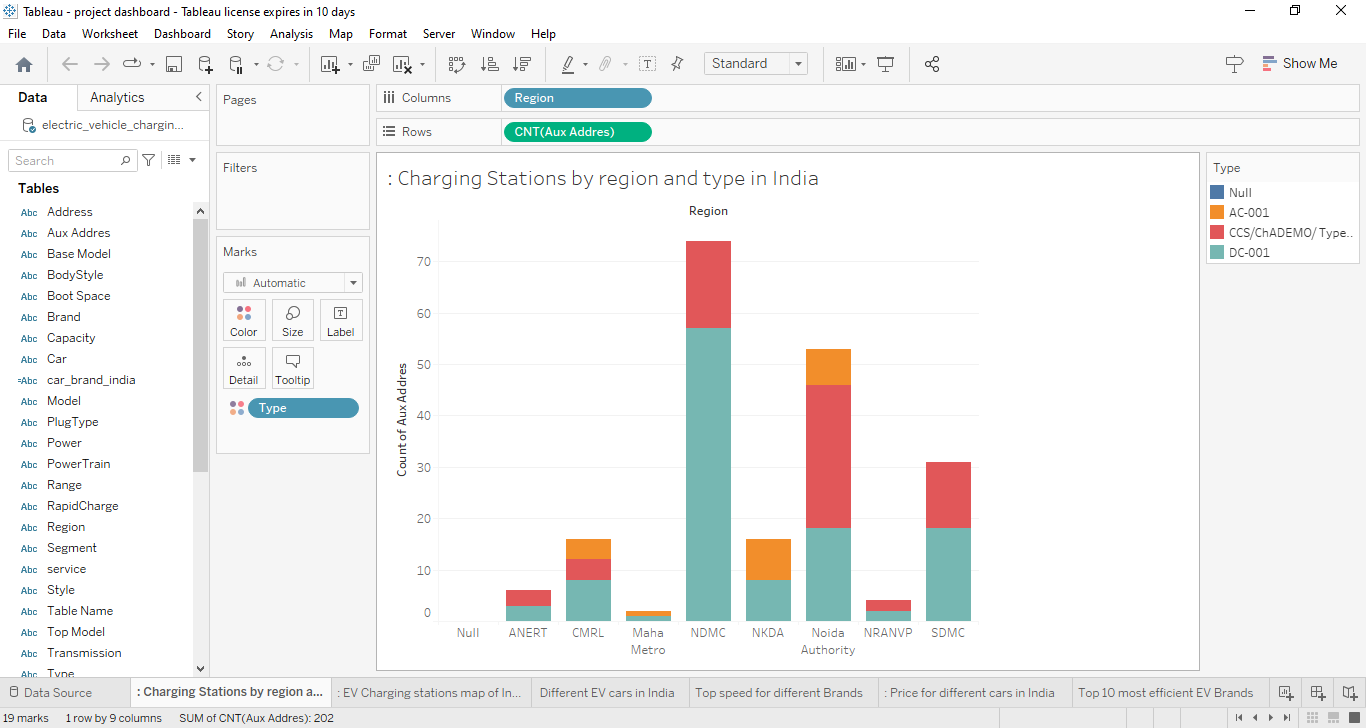 Tableau - project dashboard - Tableau license expires in 10 days
File Data Worksheet Dashboard Story Analysis Map Format Server Window Help
Standard
Show Me
Data Analytics
electric_vehicle_chargin...
Search
Tables
Abc Address
Abc Aux Addres
Abc Base Model
Abc BodyStyle
Abc Boot Space
Abc Brand
Abc Capacity
Abc Car
=Abc car_brand_india
Abc Model
Abc PlugType
Abc Power
Abc PowerTrain
Abc Range
Abc RapidCharge
Abc Region
Abc Segment
Abc service
Abc Style
Abc Table Name
Abc Top Model
Abc Transmission
Abc Type
Pages
Filters
Marks
Automatic
Color Size Label
Detail Tooltip
Type
Columns Region
Rows CNT(Aux Addres)
: Charging Stations by region and type in India
Region
Count of Aux Addres
70
60
50
40
30
20
10
0
Null ANERT CMRL Maha Metro NDMC NKDA Noida Authority NRANVP SDMC
Type
Null
AC-001
CCS/ChADEMO/ Type..
DC-001
Data Source : Charging Stations by region a... : EV Charging stations map of In... Different EV cars in India Top speed for different Brands : Price for different cars in India Top 10 most efficient EV Brands
19 marks 1 row by 9 columns SUM of CNT(Aux Addres): 202